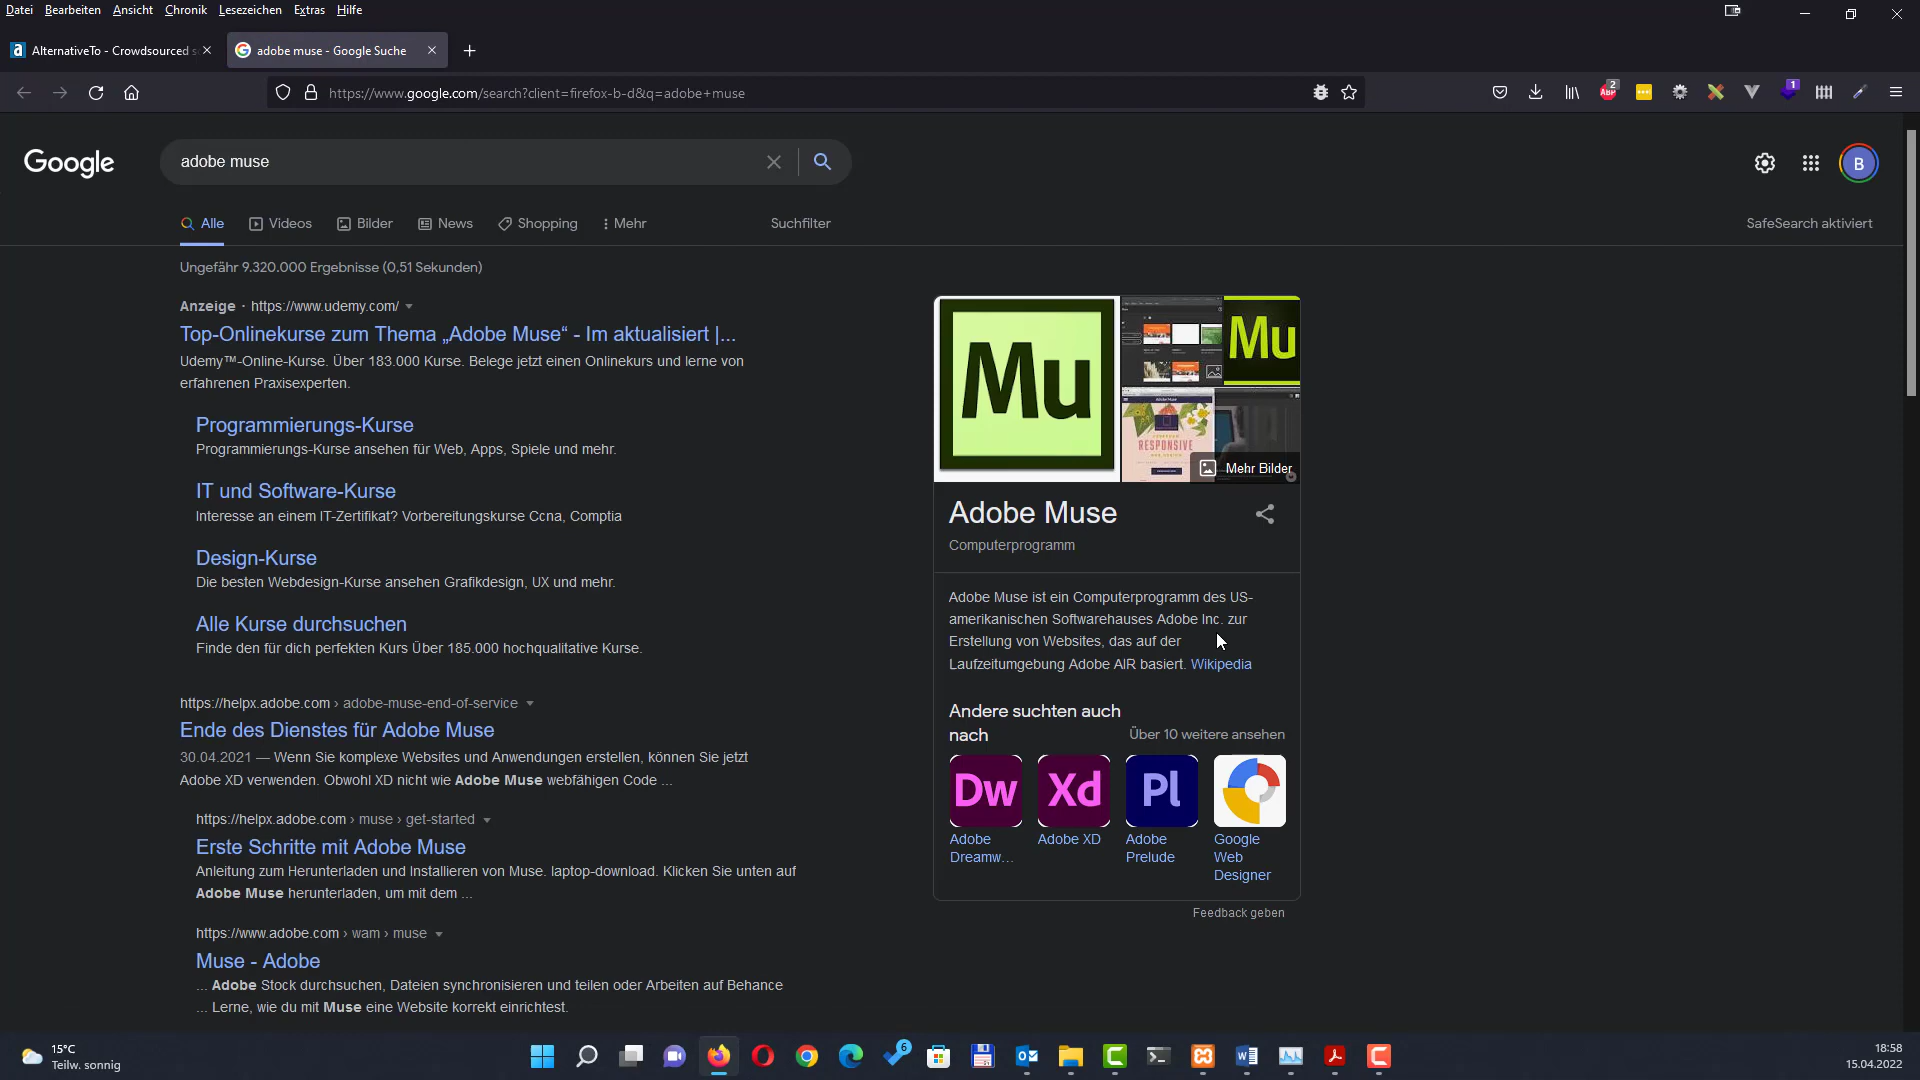 Datei Bearbeiten Ansicht Chronik Lesezeichen Extras Hilfe
AlternativeTo - Crowdsourced s
adobe muse - Google Suche
https://www.google.com/search?client=firefox-b-d&q=adobe+muse
2
ABP
1
Google
adobe muse
B
Alle Videos Bilder News Shopping Mehr Suchfilter SafeSearch aktiviert
Ungefähr 9.320.000 Ergebnisse (0,51 Sekunden)
Anzeige · https://www.udemy.com/
Top-Onlinekurse zum Thema „Adobe Muse“ - Im aktualisiert |...
Udemy™-Online-Kurse. Über 183.000 Kurse. Belege jetzt einen Onlinekurs und lerne von
erfahrenen Praxisexperten.
Programmierungs-Kurse
Programmierungs-Kurse ansehen für Web, Apps, Spiele und mehr.
IT und Software-Kurse
Interesse an einem IT-Zertifikat? Vorbereitungskurse Ccna, Comptia
Design-Kurse
Die besten Webdesign-Kurse ansehen Grafikdesign, UX und mehr.
Alle Kurse durchsuchen
Finde den für dich perfekten Kurs Über 185.000 hochqualitative Kurse.
https://helpx.adobe.com › adobe-muse-end-of-service
Ende des Dienstes für Adobe Muse
30.04.2021 — Wenn Sie komplexe Websites und Anwendungen erstellen, können Sie jetzt
Adobe XD verwenden. Obwohl XD nicht wie Adobe Muse webfähigen Code ...
https://helpx.adobe.com › muse › get-started
Erste Schritte mit Adobe Muse
Anleitung zum Herunterladen und Installieren von Muse. laptop-download. Klicken Sie unten auf
Adobe Muse herunterladen, um mit dem ...
https://www.adobe.com › wam › muse
Muse - Adobe
... Adobe Stock durchsuchen, Dateien synchronisieren und teilen oder Arbeiten auf Behance
... Lerne, wie du mit Muse eine Website korrekt einrichtest.
Mu
Mu
RESPONSIVE
Mehr Bilder
Adobe Muse
Computerprogramm
Adobe Muse ist ein Computerprogramm des US-
amerikanischen Softwarehauses Adobe Inc. zur
Erstellung von Websites, das auf der
Laufzeitumgebung Adobe AIR basiert. Wikipedia
Andere suchten auch
nach
Über 10 weitere ansehen
Dw Xd Pl
Adobe
Dreamw...
Adobe XD
Adobe
Prelude
Google
Web
Designer
Feedback geben
15°C
Teilw. sonnig
6
18:58
15.04.2022